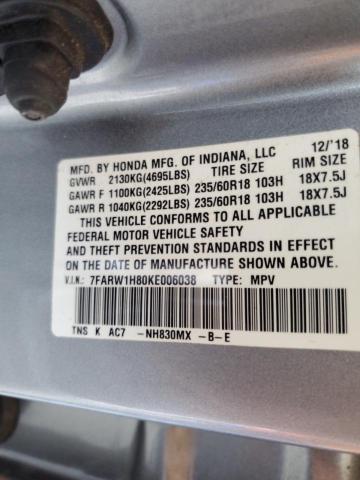 MFD. BY HONDA MFG. OF INDIANA, LLC 12/'18
GVWR 2130KG(4695LBS) TIRE SIZE RIM SIZE
GAWR F 1100KG(2425LBS) 235/60R18 103H 18X7.5J
GAWR R 1040KG(2292LBS) 235/60R18 103H 18X7.5J
THIS VEHICLE CONFORMS TO ALL APPLICABLE
FEDERAL MOTOR VEHICLE SAFETY
AND THEFT PREVENTION STANDARDS IN EFFECT
ON THE DATE OF MANUFACTURE SHOWN ABOVE.
V.I.N.: 7FARW1H80KE006038 TYPE: MPV
TNS K AC7 -NH830MX -B-E